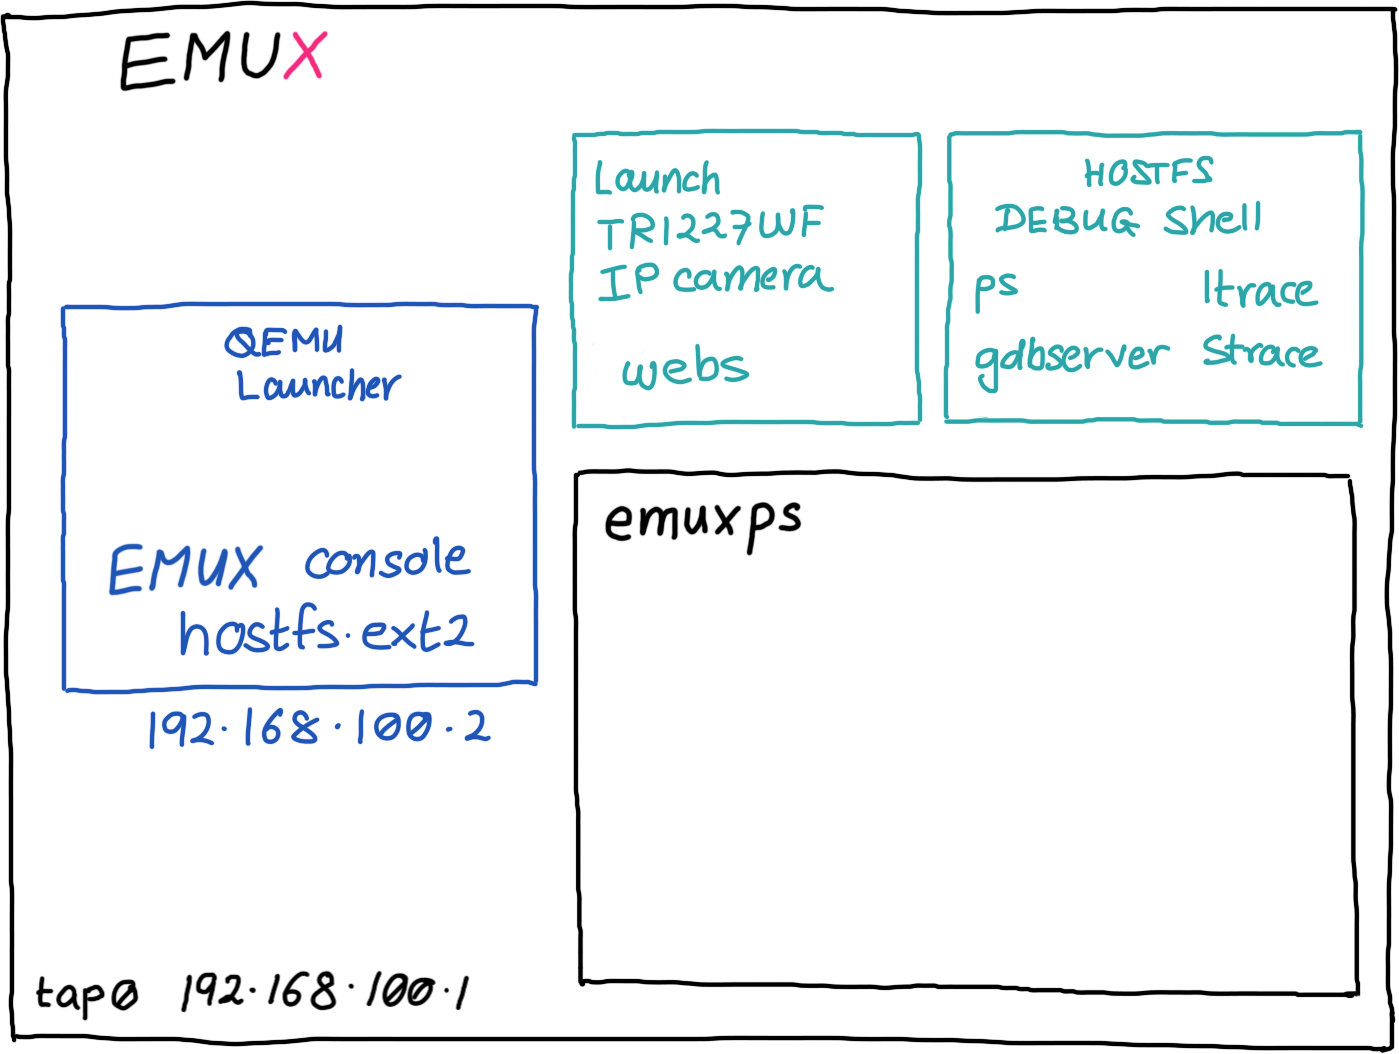 EMUX
Launch
TRI227WF
IP camera
webs
HOSTFS
DEBUG Shell
ps ltrace
gdbserver Strace
QEMU
Launcher
EMUX console
hostfs.ext2
192.168.100.2
emuxps
tap0 192.168.100.1